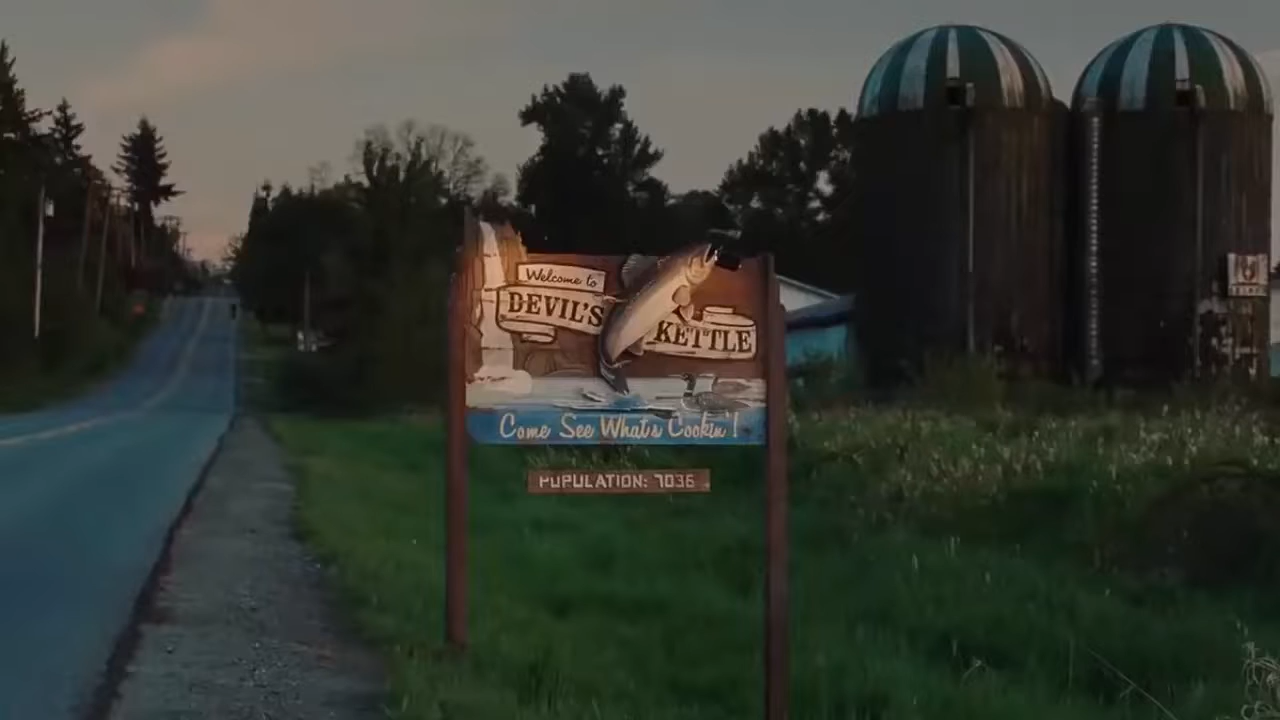 Welcome to
DEVIL'S
KETTLE
Come See What's Cookin'!
POPULATION: 7036